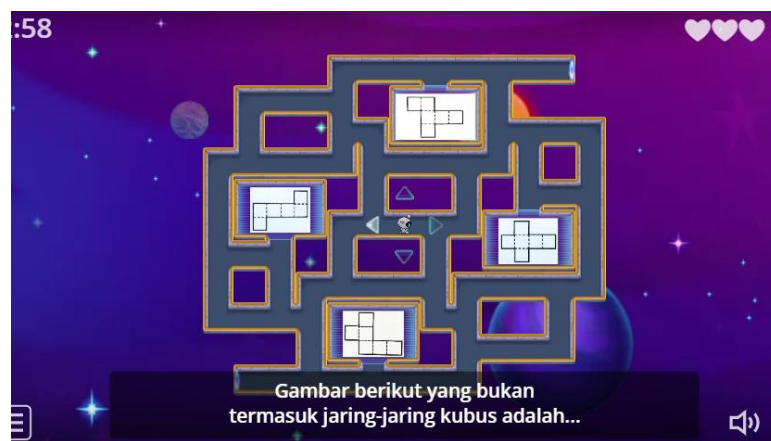 :58
Gambar berikut yang bukan
termasuk jaring-jaring kubus adalah...